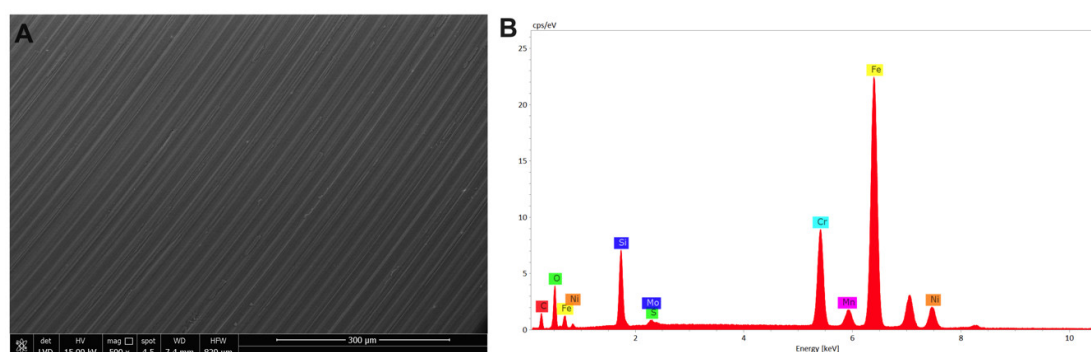 A
det HV mag □ spot WD HFW
300 µm
B
cps/eV
25
20
15
10
5
0
C
O
Fe
Ni
Si
Mo
S
Cr
Mn
Fe
Ni
2 4 6 8 10
Energy [keV]